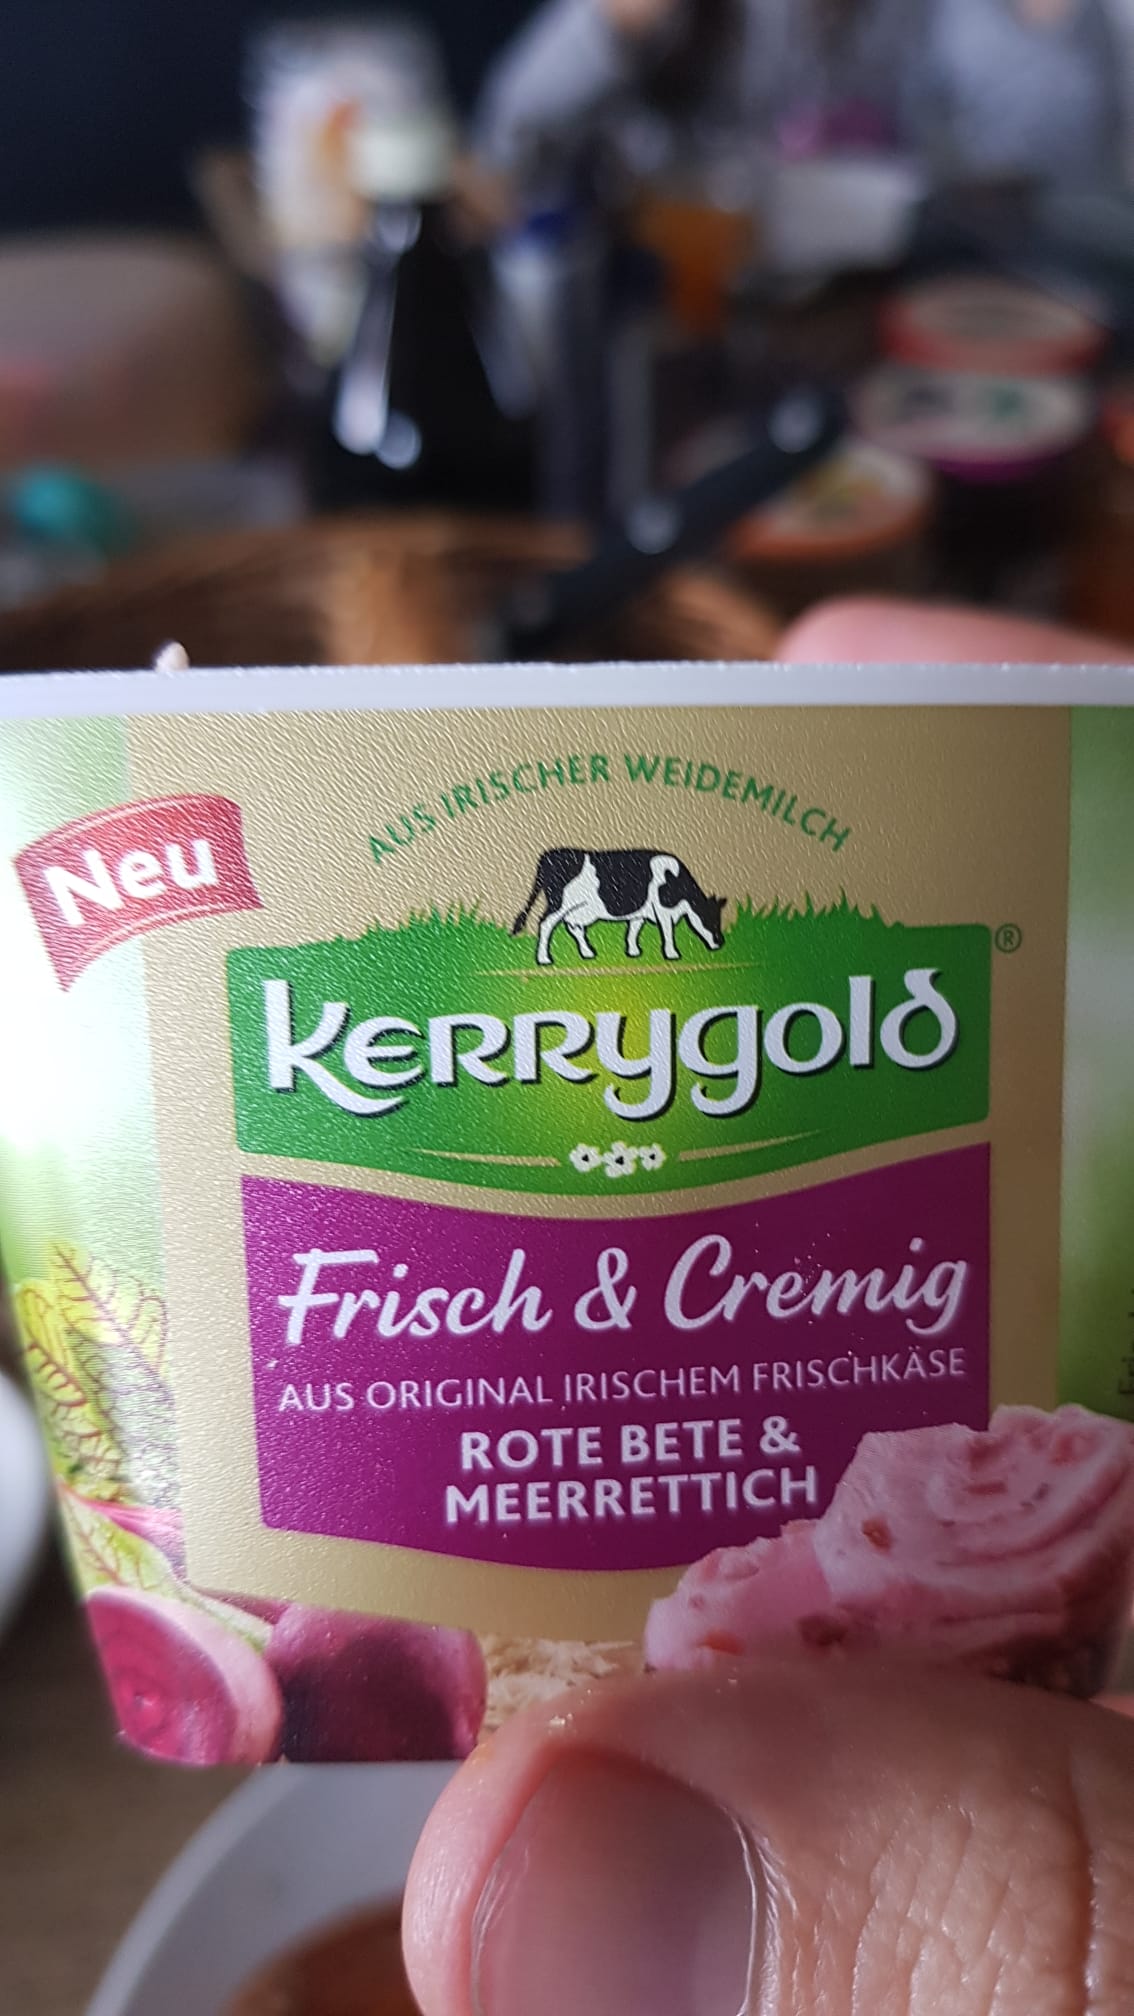 AUS IRISCHER WEIDEMILCH
Neu
®
Kerrygold
Frisch & Cremig
AUS ORIGINAL IRISCHEM FRISCHKÄSE
ROTE BETE &
MEERRETTICH